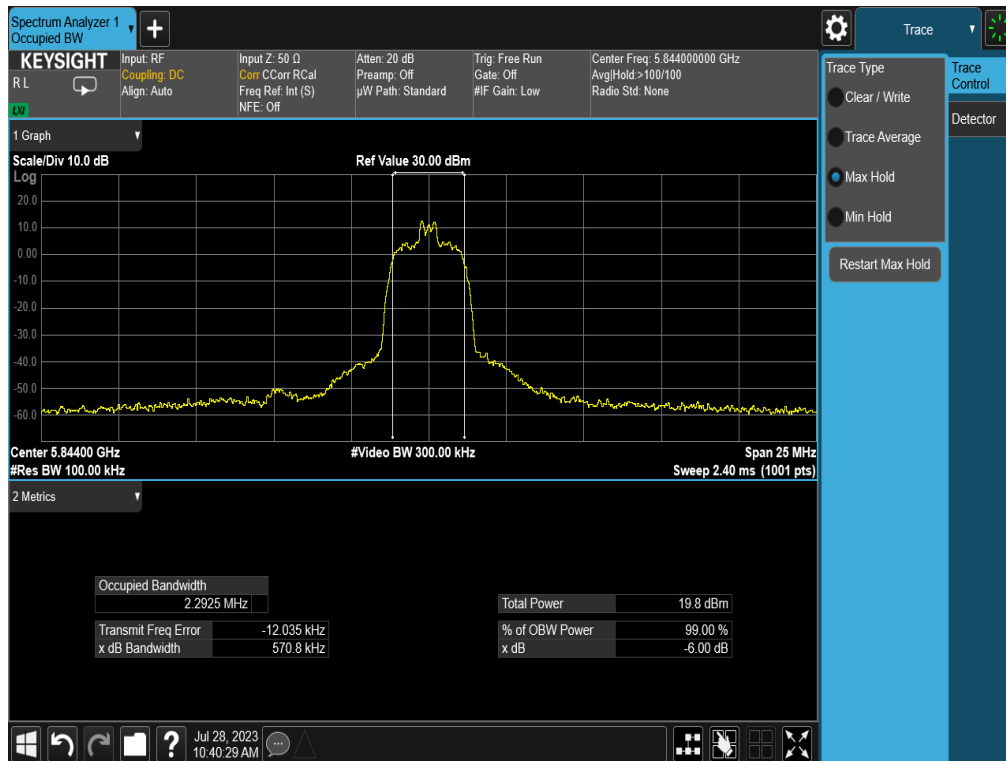 Spectrum Analyzer 1
Occupied BW
+
Trace
KEYSIGHT
R L
LXI
Input: RF
Coupling: DC
Align: Auto
Input Z: 50 Ω
Corr CCorr RCal
Freq Ref: Int (S)
NFE: Off
Atten: 20 dB
Preamp: Off
µW Path: Standard
Trig: Free Run
Gate: Off
#IF Gain: Low
Center Freq: 5.844000000 GHz
Avg|Hold:>100/100
Radio Std: None
Trace Type
Clear / Write
Trace Average
Max Hold
Min Hold
Restart Max Hold
Trace
Control
Detector
1 Graph
Scale/Div 10.0 dB
Ref Value 30.00 dBm
Log
20.0
10.0
0.00
-10.0
-20.0
-30.0
-40.0
-50.0
-60.0
Center 5.84400 GHz
#Video BW 300.00 kHz
Span 25 MHz
#Res BW 100.00 kHz
Sweep 2.40 ms (1001 pts)
2 Metrics
Occupied Bandwidth
2.2925 MHz
Total Power 19.8 dBm
Transmit Freq Error -12.035 kHz
% of OBW Power 99.00 %
x dB Bandwidth 570.8 kHz
x dB -6.00 dB
?
Jul 28, 2023
10:40:29 AM